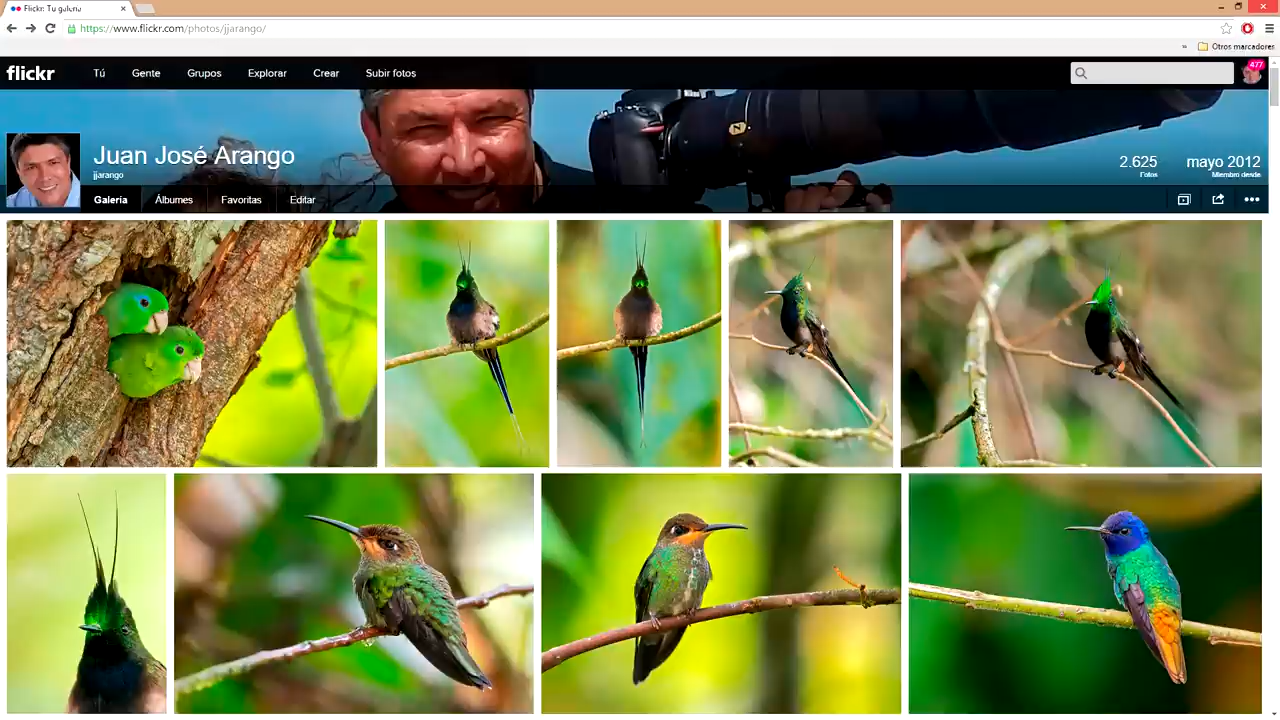 Flickr: Tu galería
https://www.flickr.com/photos/jjarango/
Otros marcadores
flickr Tú Gente Grupos Explorar Crear Subir fotos
477
Juan José Arango
jjarango
2.625 mayo 2012
Fotos Miembro desde
Galería Álbumes Favoritas Editar
N